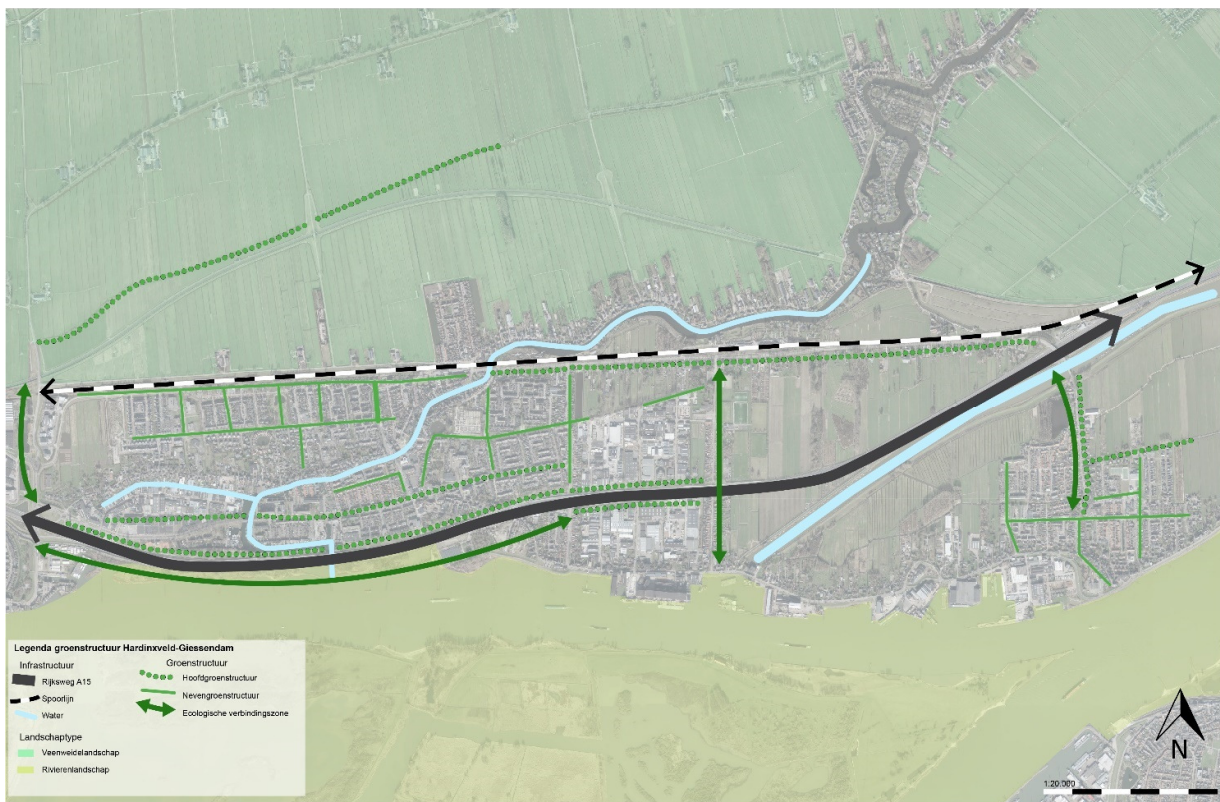 Legenda groenstructuur Hardinxveld-Giessendam
Infrastructuur
Rijksweg A15
Spoorlijn
Water
Landschaptype
Veenweidelandschap
Rivierenlandschap
Groenstructuur
Hoofdgroenstructuur
Nevengroenstructuur
Ecologische verbindingszone
N
1:20.000